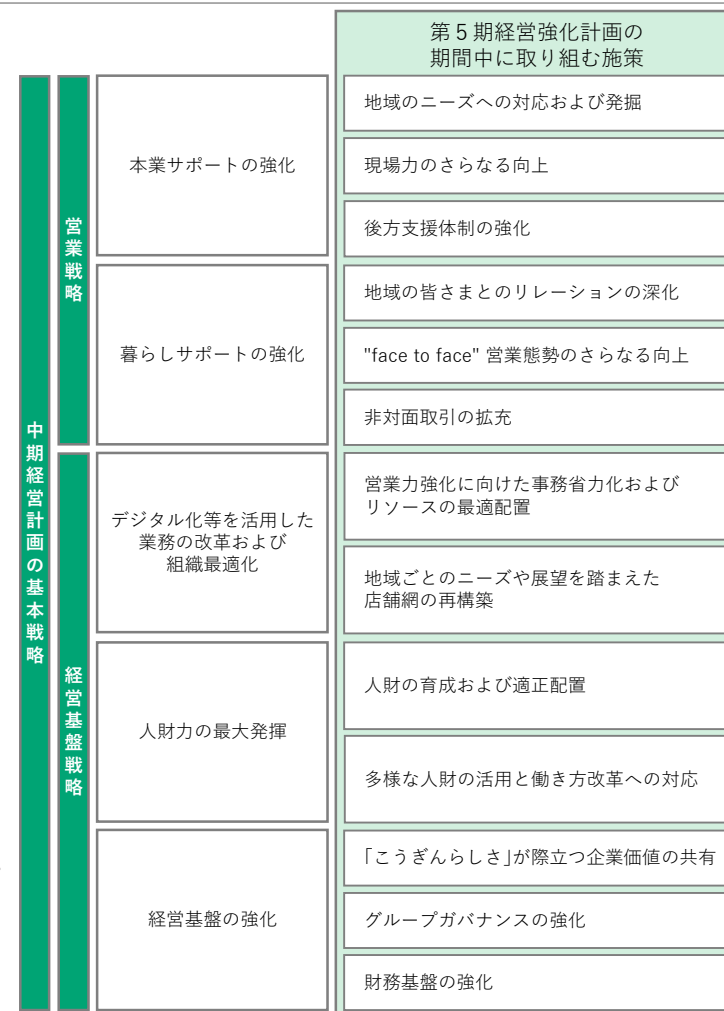 第5期経営強化計画の
期間中に取り組む施策
中期経営計画の基本戦略
営業戦略
本業サポートの強化
地域のニーズへの対応および発掘
現場力のさらなる向上
後方支援体制の強化
暮らしサポートの強化
地域の皆さまとのリレーションの深化
"face to face" 営業態勢のさらなる向上
非対面取引の拡充
経営基盤戦略
デジタル化等を活用した
業務の改革および
組織最適化
営業力強化に向けた事務省力化および
リソースの最適配置
地域ごとのニーズや展望を踏まえた
店舗網の再構築
人財力の最大発揮
人財の育成および適正配置
多様な人財の活用と働き方改革への対応
経営基盤の強化
「こうぎんらしさ」が際立つ企業価値の共有
グループガバナンスの強化
財務基盤の強化